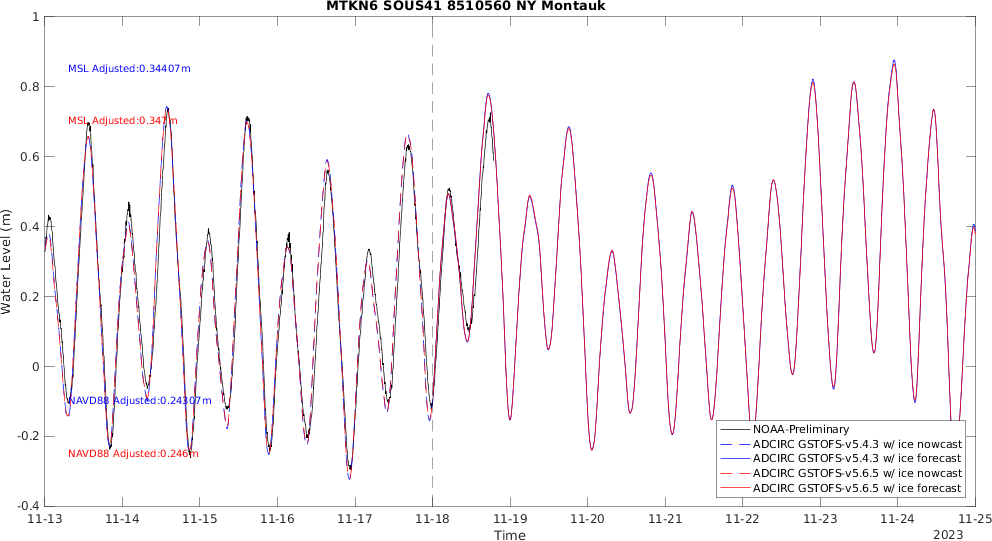 MTKN6 SOUS41 8510560 NY Montauk
1
0.8
0.6
0.4
0.2
0
-0.2
-0.4
Water Level (m)
MSL Adjusted:0.34407m
MSL Adjusted:0.347m
NAVD88 Adjusted:0.24307m
NAVD88 Adjusted:0.246m
NOAA-Preliminary
ADCIRC GSTOFS-v5.4.3 w/ ice nowcast
ADCIRC GSTOFS-v5.4.3 w/ ice forecast
ADCIRC GSTOFS-v5.6.5 w/ ice nowcast
ADCIRC GSTOFS-v5.6.5 w/ ice forecast
11-13 11-14 11-15 11-16 11-17 11-18 11-19 11-20 11-21 11-22 11-23 11-24 11-25
Time
2023